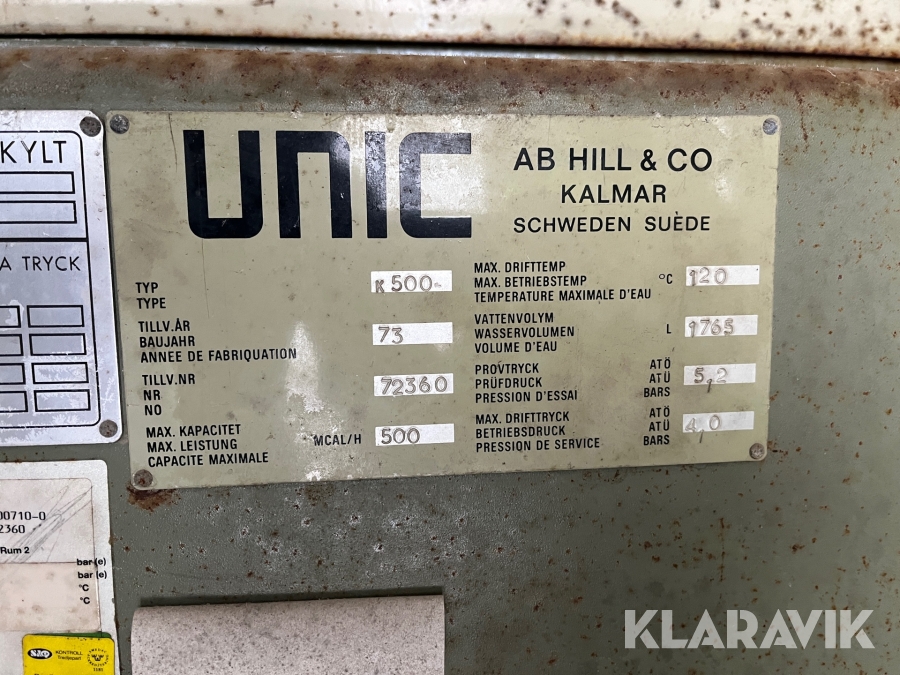 KYLT
A TRYCK
UNIC
AB HILL & CO
KALMAR
SCHWEDEN SUÈDE
TYP
TYPE
K500-
TILLV.ÅR
BAUJAHR
ANNEE DE FABRIQUATION
73
TILLV.NR
NR
NO
72360
MAX. KAPACITET
MAX. LEISTUNG
CAPACITE MAXIMALE
MCAL/H
500
MAX. DRIFTTEMP
MAX. BETRIEBSTEMP
TEMPERATURE MAXIMALE D'EAU
°C
120
VATTENVOLYM
WASSERVOLUMEN
VOLUME D'EAU
L
1765
PROVTRYCK
PRÜFDRUCK
PRESSION D'ESSAI
ATÖ
ATÜ
BARS
5,2
MAX. DRIFTTRYCK
BETRIEBSDRUCK
PRESSION DE SERVICE
ATÖ
ATÜ
BARS
4,0
00710-0
2360
Rum 2
bar (e)
bar (e)
°C
°C
KONTROLL
KLARAVIK